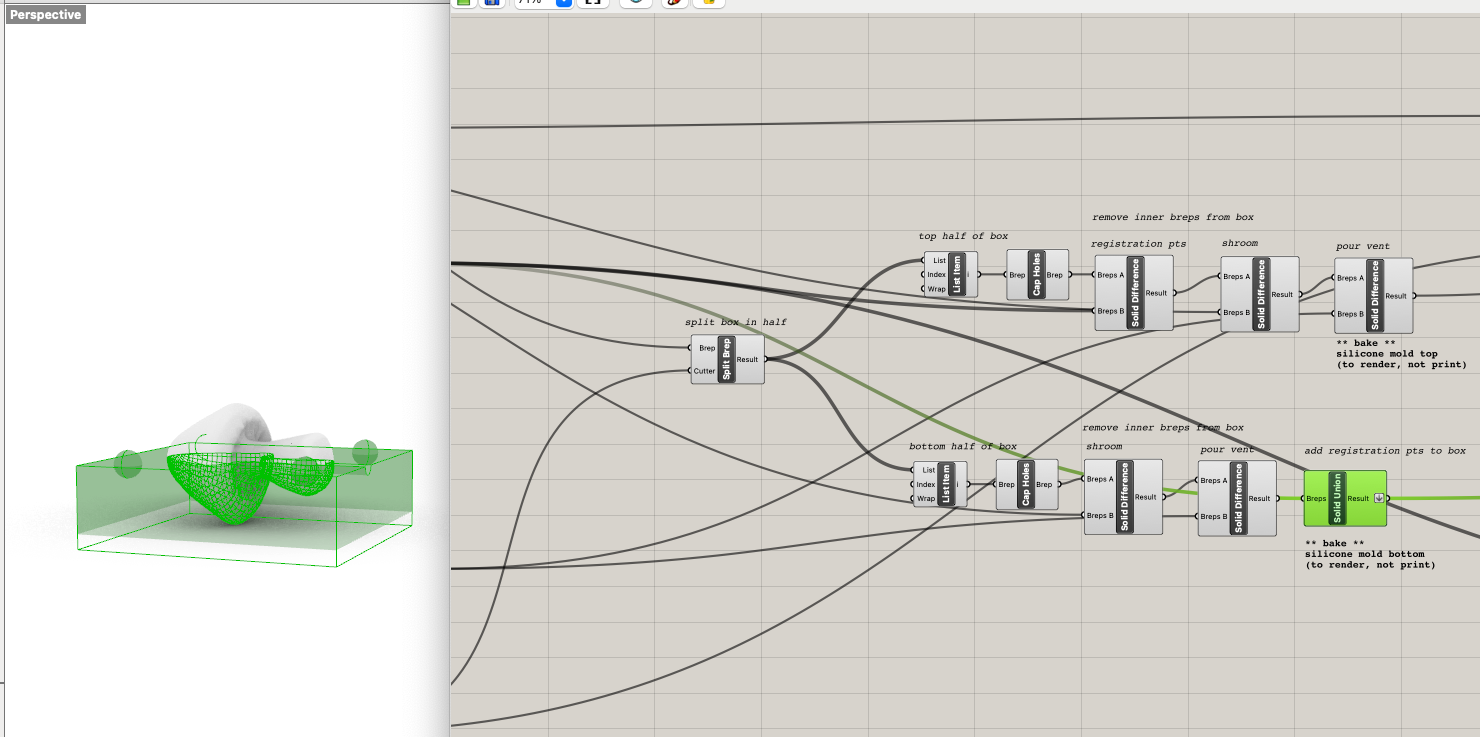 Perspective
71%
remove inner breps from box
top half of box
registration pts
shroom
pour vent
List
Index
Wrap
List Item
i
Brep
Cap Holes
Brep
Breps A
Breps B
Solid Difference
Result
Breps A
Breps B
Solid Difference
Result
Breps A
Breps B
Solid Difference
Result
split box in half
Brep
Cutter
Split Brep
Result
** bake **
silicone mold top
(to render, not print)
remove inner breps from box
bottom half of box
shroom
pour vent
add registration pts to box
List
Index
Wrap
List Item
i
Brep
Cap Holes
Brep
Breps A
Breps B
Solid Difference
Result
Breps A
Breps B
Solid Difference
Result
Breps
Solid Union
Result
** bake **
silicone mold bottom
(to render, not print)